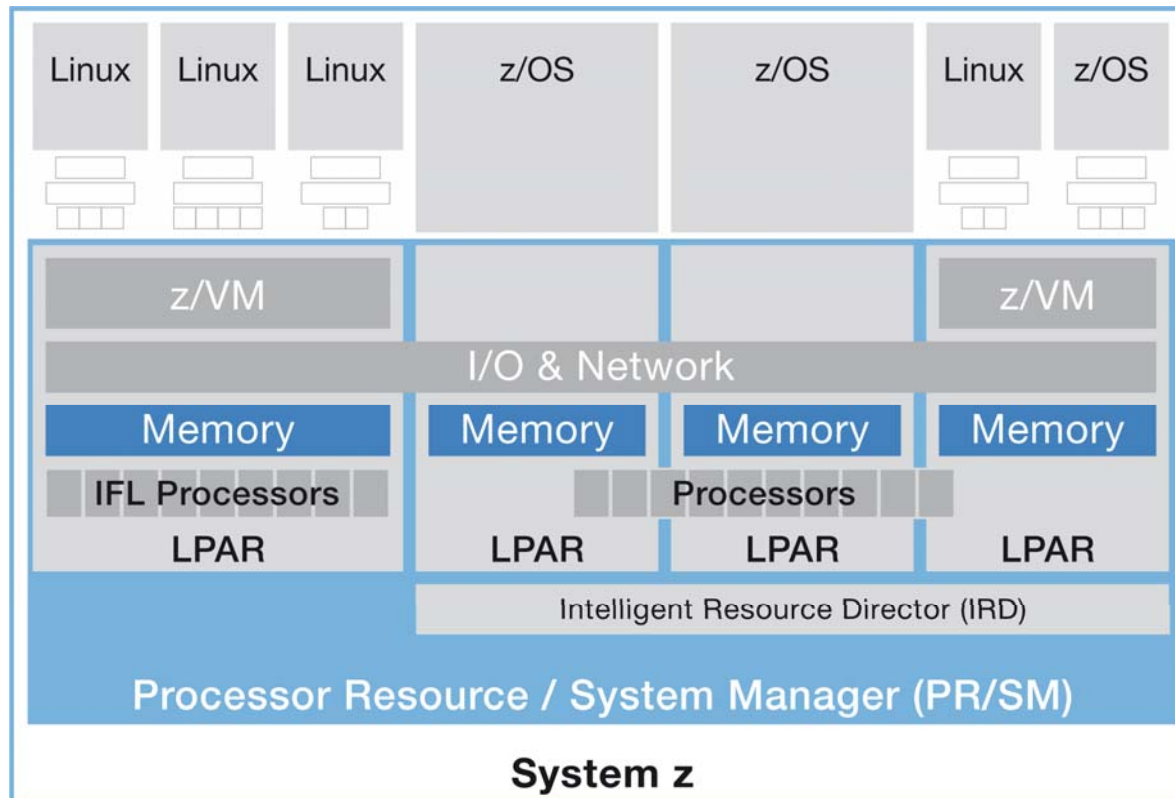 Linux Linux Linux z/OS z/OS Linux z/OS
z/VM z/VM
I/O & Network
Memory Memory Memory Memory
IFL Processors Processors
LPAR LPAR LPAR LPAR
Intelligent Resource Director (IRD)
Processor Resource / System Manager (PR/SM)
System z